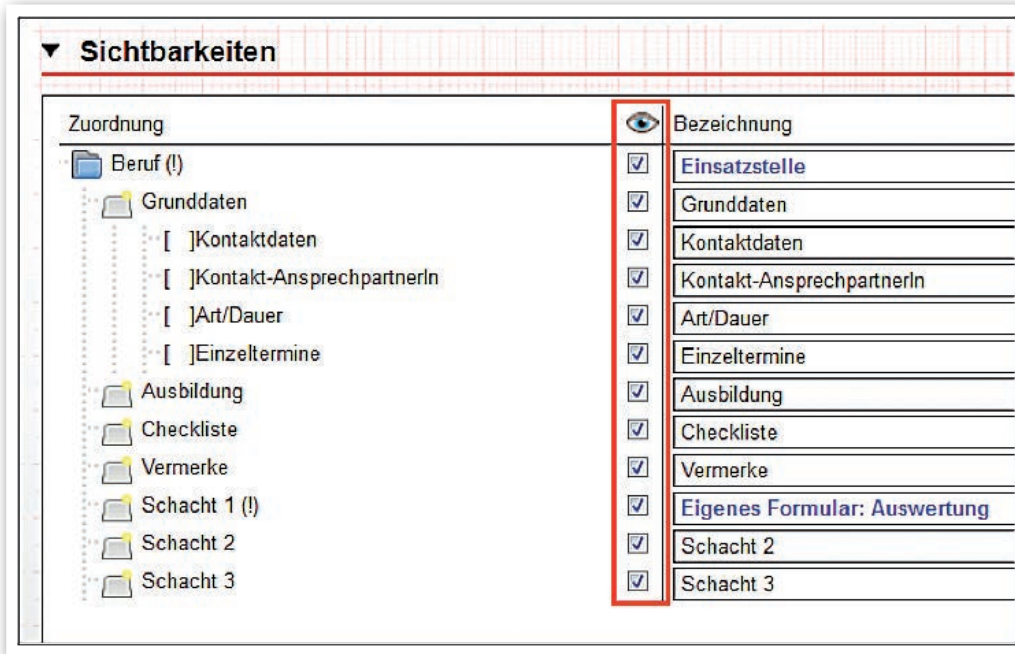 Sichtbarkeiten
Zuordnung Bezeichnung
Beruf (!) Einsatzstelle
Grunddaten Grunddaten
[ ]Kontaktdaten Kontaktdaten
[ ]Kontakt-AnsprechpartnerIn Kontakt-AnsprechpartnerIn
[ ]Art/Dauer Art/Dauer
[ ]Einzeltermine Einzeltermine
Ausbildung Ausbildung
Checkliste Checkliste
Vermerke Vermerke
Schacht 1 (!) Eigenes Formular: Auswertung
Schacht 2 Schacht 2
Schacht 3 Schacht 3